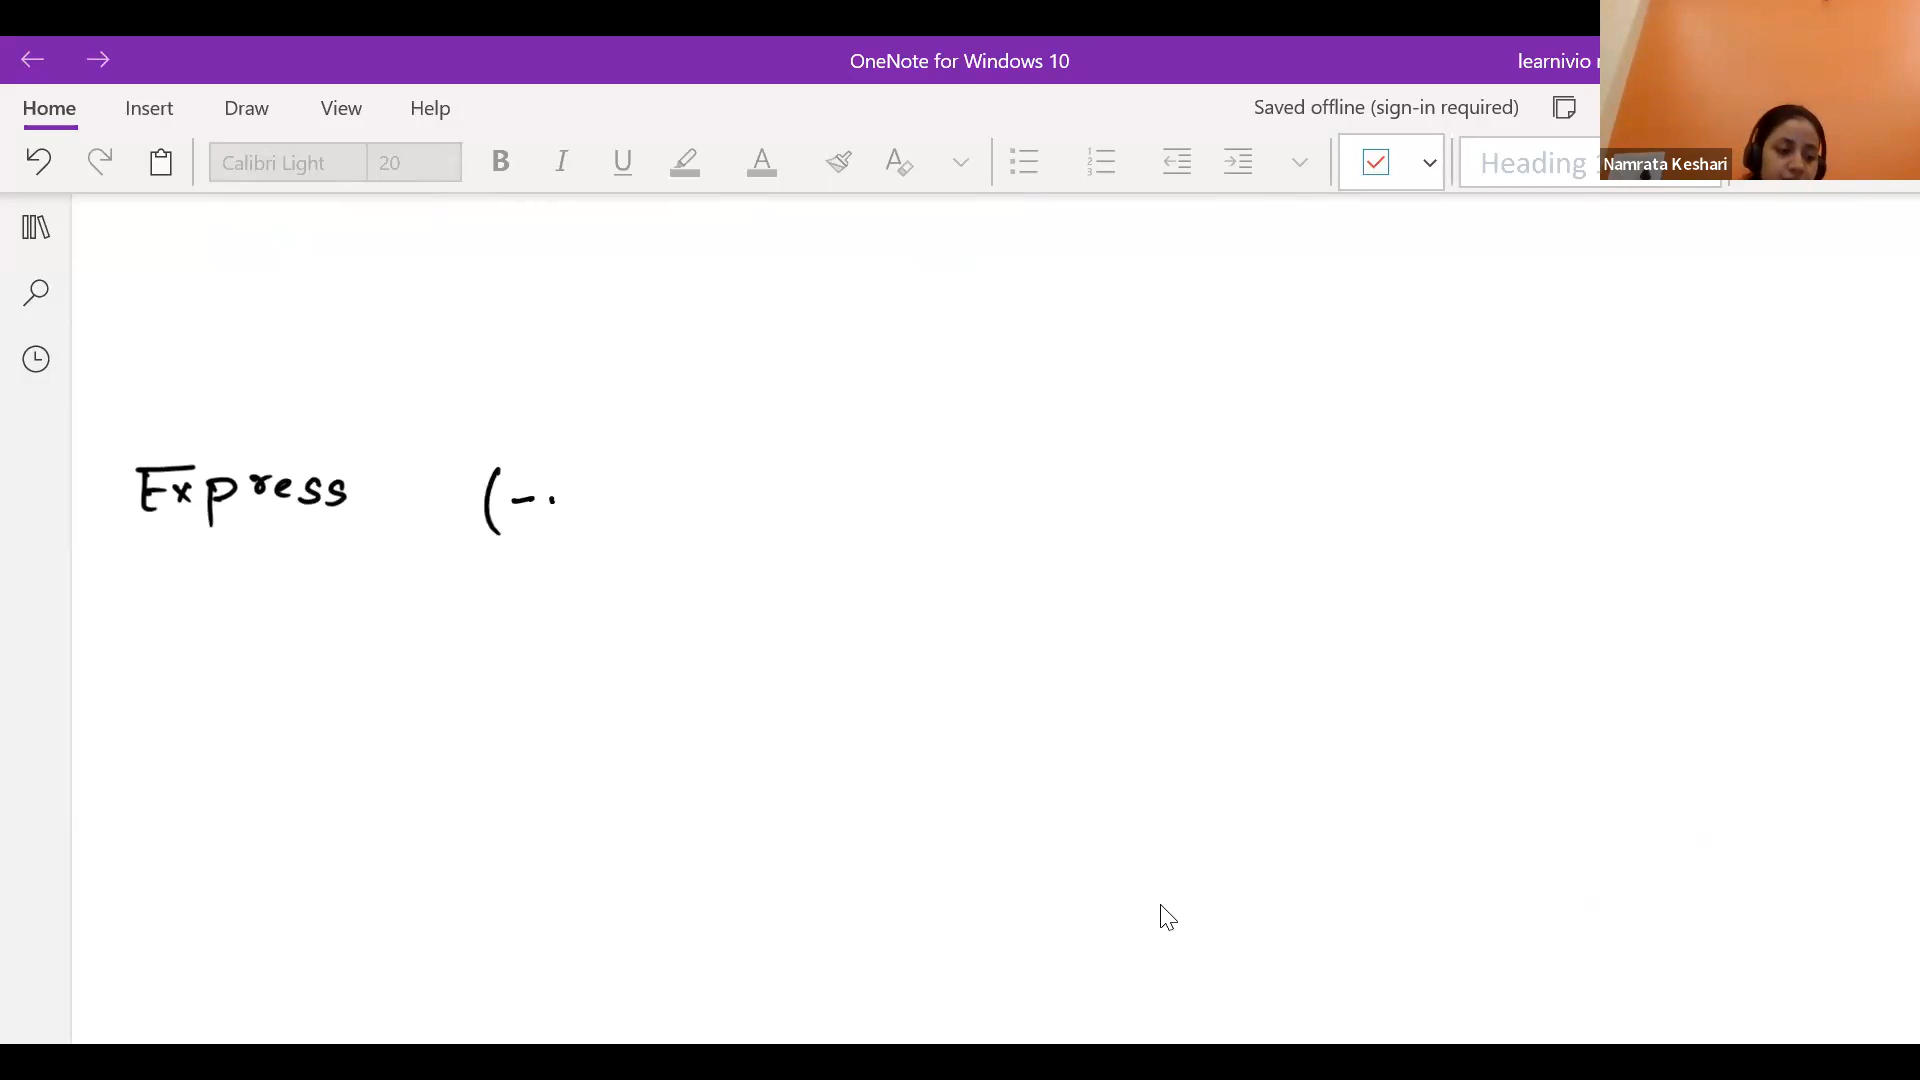 OneNote for Windows 10
learnivio
Home Insert Draw View Help
Saved offline (sign-in required)
Calibri Light 20 B I U A A
Heading
Namrata Keshari
Express (-.